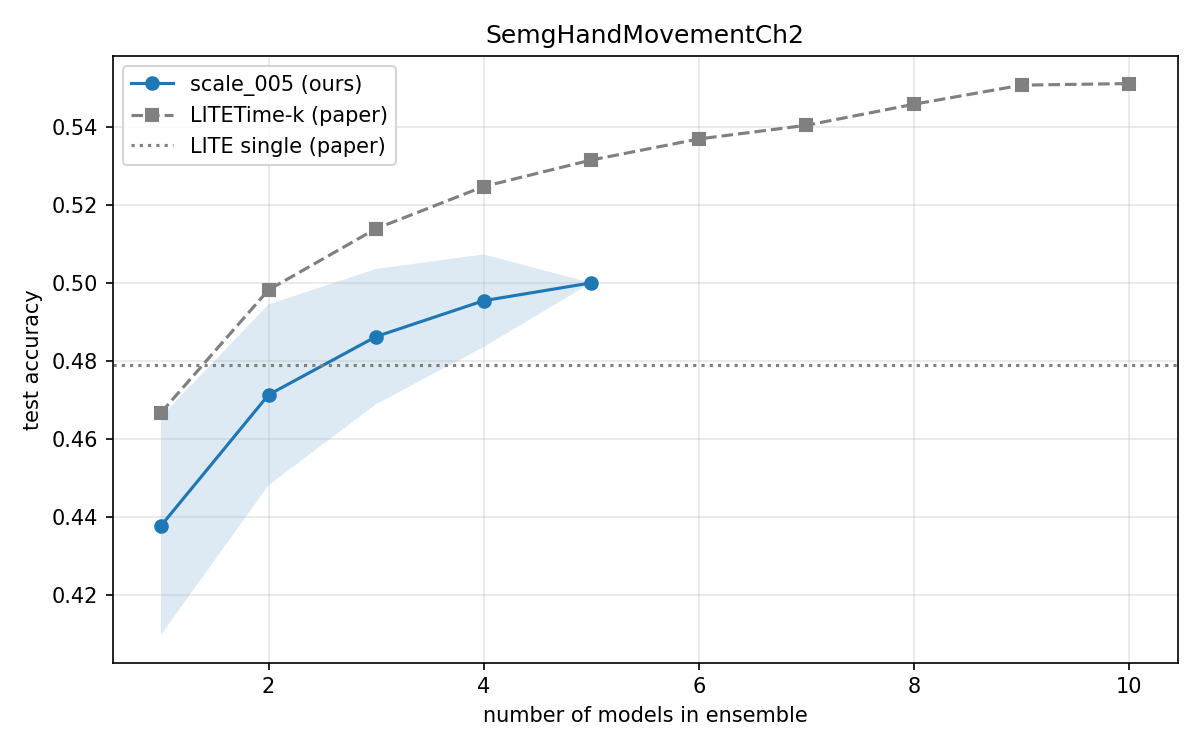 SemgHandMovementCh2
scale_005 (ours)
LITETime-k (paper)
LITE single (paper)
test accuracy
0.54
0.52
0.50
0.48
0.46
0.44
0.42
2 4 6 8 10
number of models in ensemble